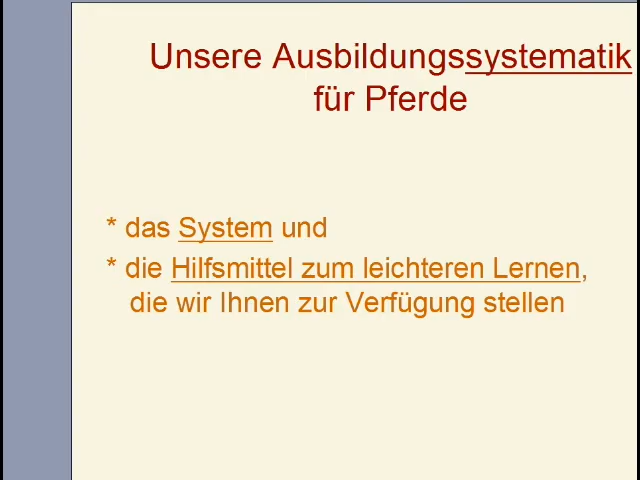 Unsere Ausbildungssystematik
für Pferde
* das System und
* die Hilfsmittel zum leichteren Lernen,
die wir Ihnen zur Verfügung stellen